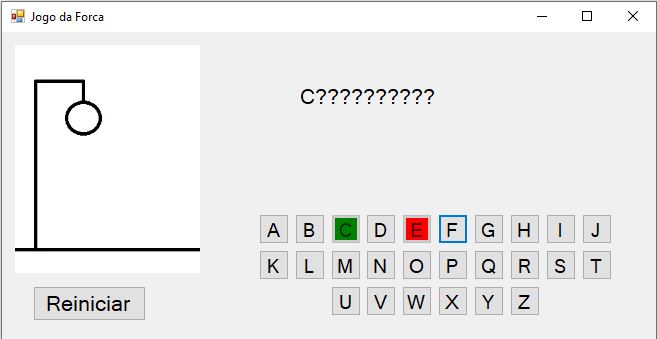 Jogo da Forca
C??????????
A B C D E F G H I J
K L M N O P Q R S T
U V W X Y Z
Reiniciar